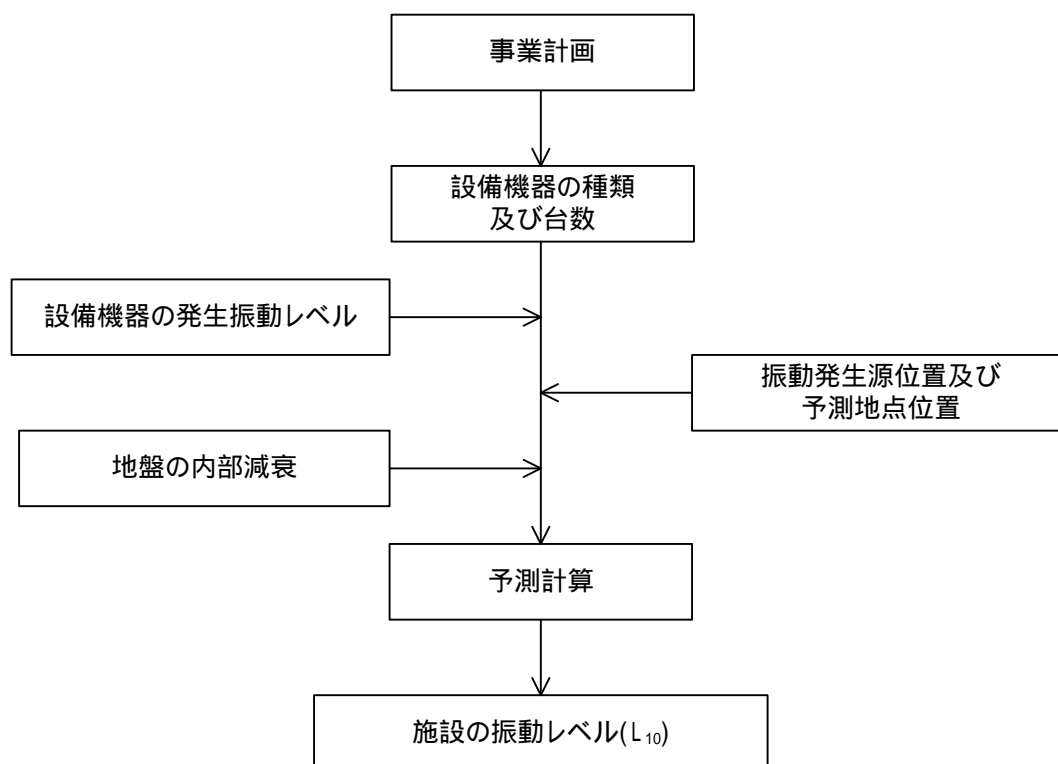 事業計画
設備機器の種類
及び台数
設備機器の発生振動レベル
振動発生源位置及び
予測地点位置
地盤の内部減衰
予測計算
施設の振動レベル(L10)